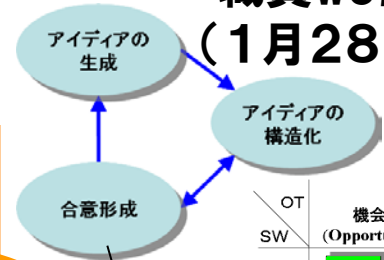 （1月28
アイディアの
生成
アイディアの
構造化
合意形成
OT
SW
機会
(Opportu